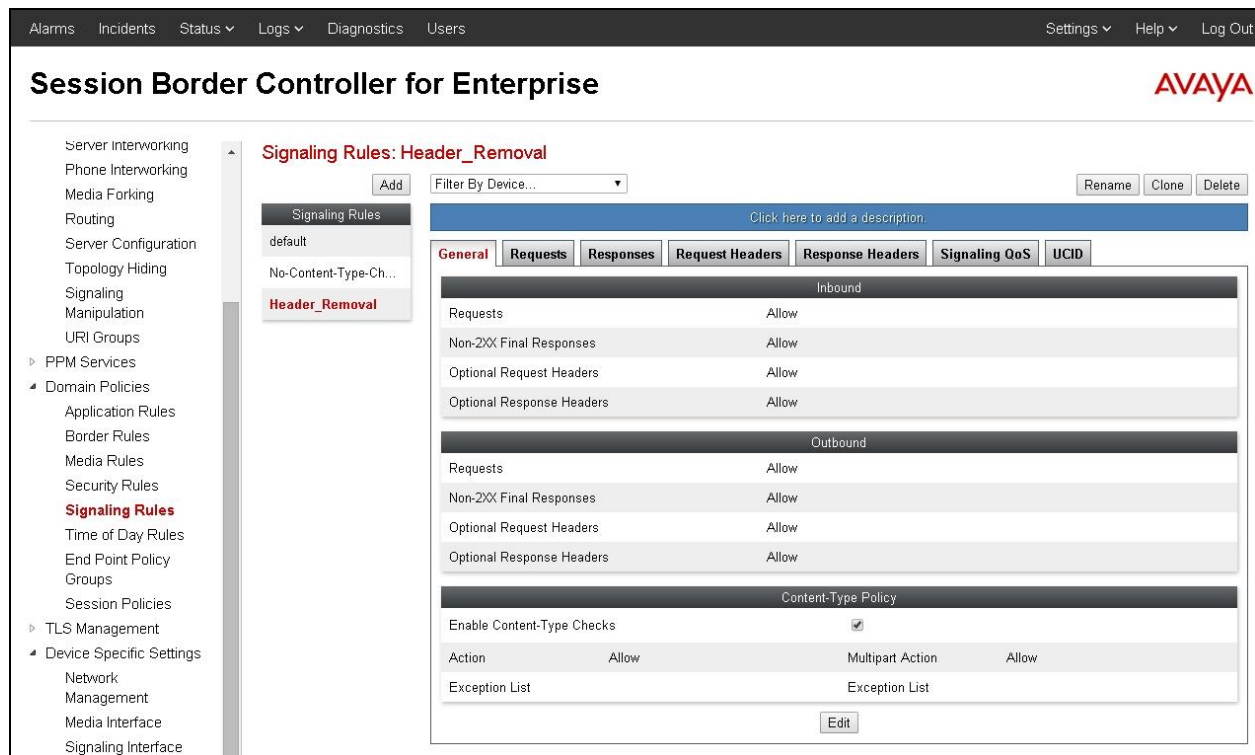 Alarms Incidents Status Logs Diagnostics Users Settings Help Log Out
Session Border Controller for Enterprise
AVAYA
Server Interworking
Phone Interworking
Media Forking
Routing
Server Configuration
Topology Hiding
Signaling
Manipulation
URI Groups
PPM Services
Domain Policies
Application Rules
Border Rules
Media Rules
Security Rules
Signaling Rules
Time of Day Rules
End Point Policy
Groups
Session Policies
TLS Management
Device Specific Settings
Network
Management
Media Interface
Signaling Interface
Signaling Rules: Header_Removal
Add Filter By Device... Rename Clone Delete
Signaling Rules
default
No-Content-Type-Ch...
Header_Removal
Click here to add a description.
General Requests Responses Request Headers Response Headers Signaling QoS UCID
Inbound
Requests Allow
Non-2XX Final Responses Allow
Optional Request Headers Allow
Optional Response Headers Allow
Outbound
Requests Allow
Non-2XX Final Responses Allow
Optional Request Headers Allow
Optional Response Headers Allow
Content-Type Policy
Enable Content-Type Checks
Action Allow Multipart Action Allow
Exception List Exception List
Edit